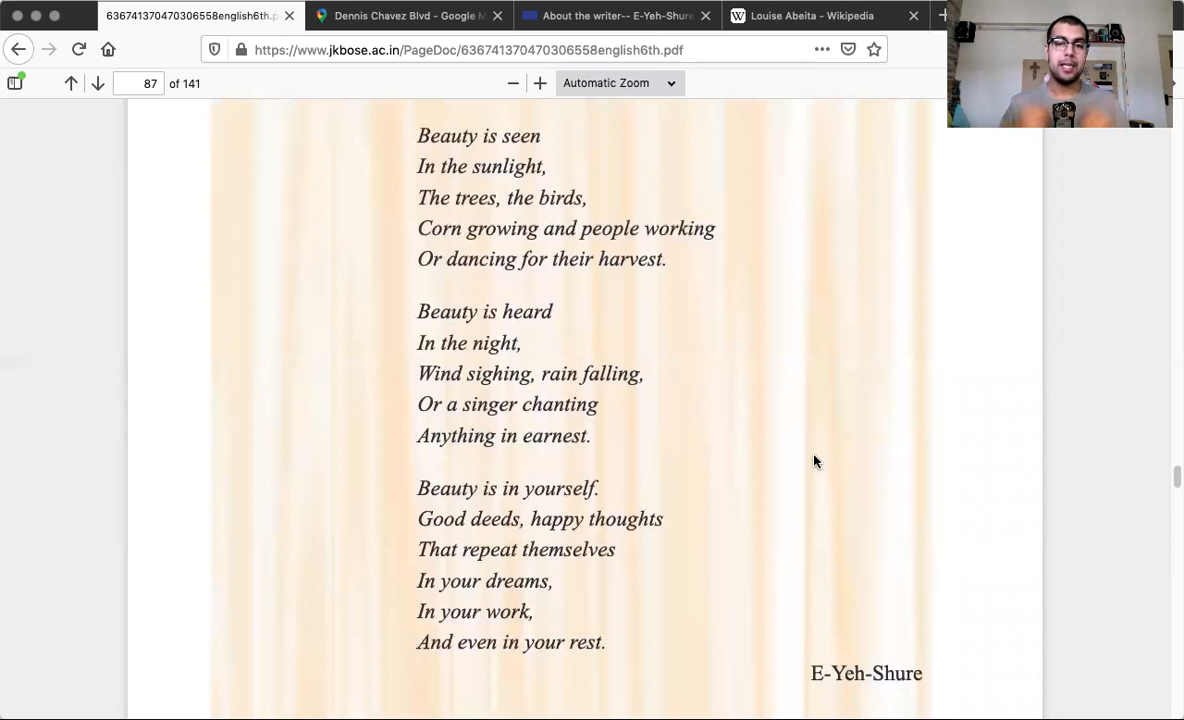 636741370470306558english6th.p
Dennis Chavez Blvd - Google M
About the writer-- E-Yeh-Shure
Louise Abeita - Wikipedia
https://www.jkbose.ac.in/PageDoc/636741370470306558english6th.pdf
87 of 141
Automatic Zoom
Beauty is seen
In the sunlight,
The trees, the birds,
Corn growing and people working
Or dancing for their harvest.
Beauty is heard
In the night,
Wind sighing, rain falling,
Or a singer chanting
Anything in earnest.
Beauty is in yourself.
Good deeds, happy thoughts
That repeat themselves
In your dreams,
In your work,
And even in your rest.
E-Yeh-Shure